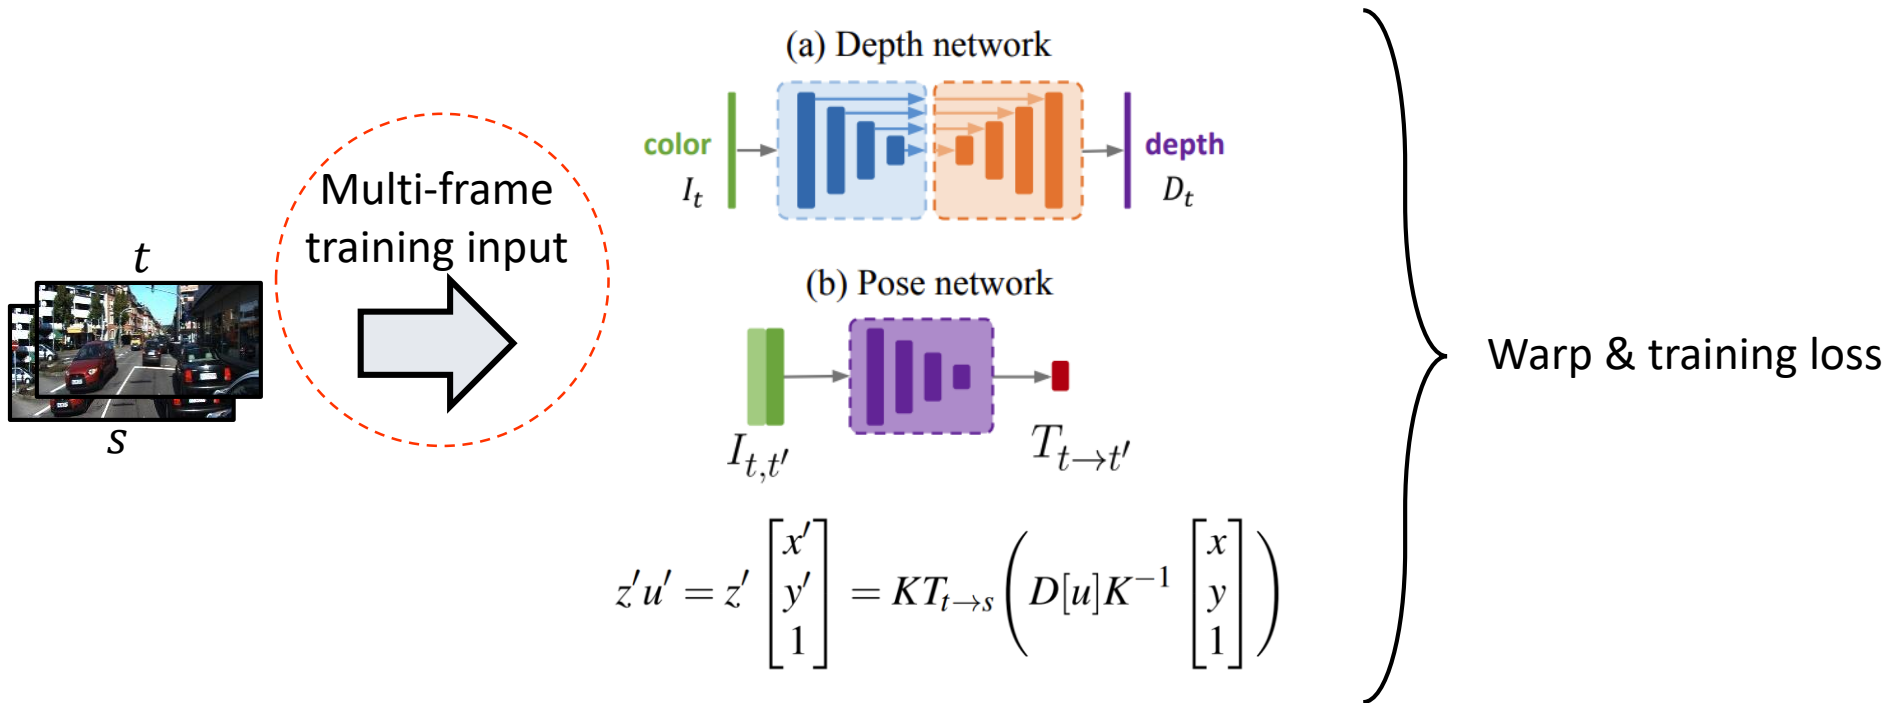 t
s
Multi-frame
training input
(a) Depth network
color
I_t
depth
D_t
(b) Pose network
I_{t,t′}
T_{t→t′}
z′u′ = z′ [x′ y′ 1] = KT_{t→s} ( D[u]K^{−1} [x y 1] )
Warp & training loss